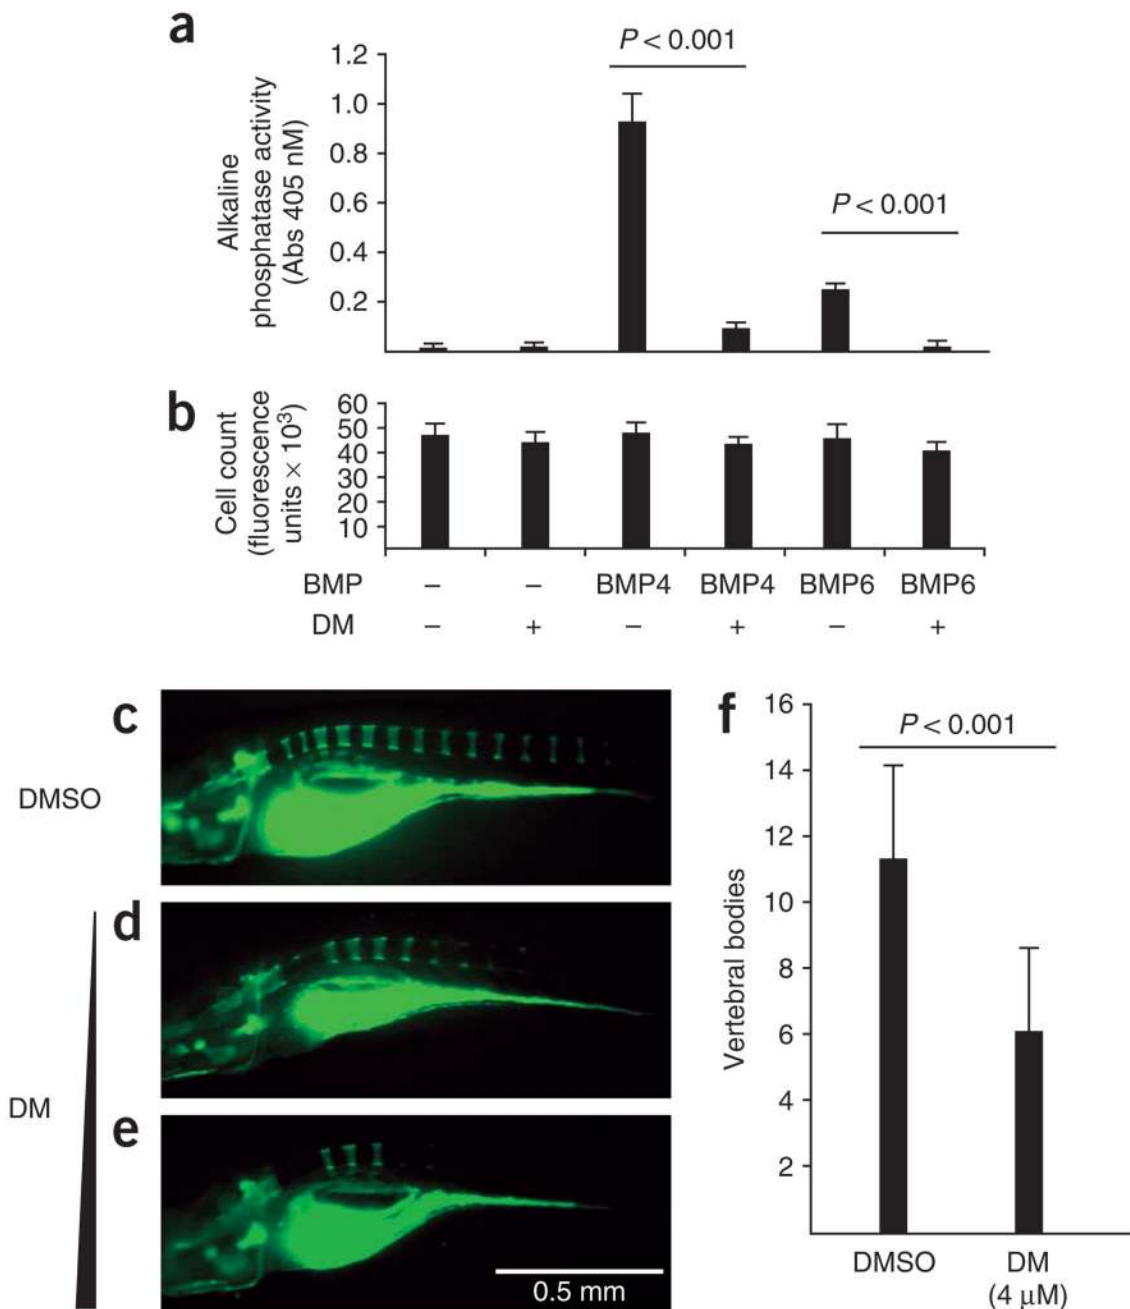 a
P < 0.001
P < 0.001
Alkaline
phosphatase activity
(Abs 405 nM)
1.2
1.0
0.8
0.6
0.4
0.2
b
Cell count
(fluorescence
units × 10³)
60
50
40
30
20
10
BMP – – BMP4 BMP4 BMP6 BMP6
DM – + – + – +
c
DMSO
d
DM
e
0.5 mm
f
P < 0.001
Vertebral bodies
16
14
12
10
8
6
4
2
DMSO DM
(4 μM)